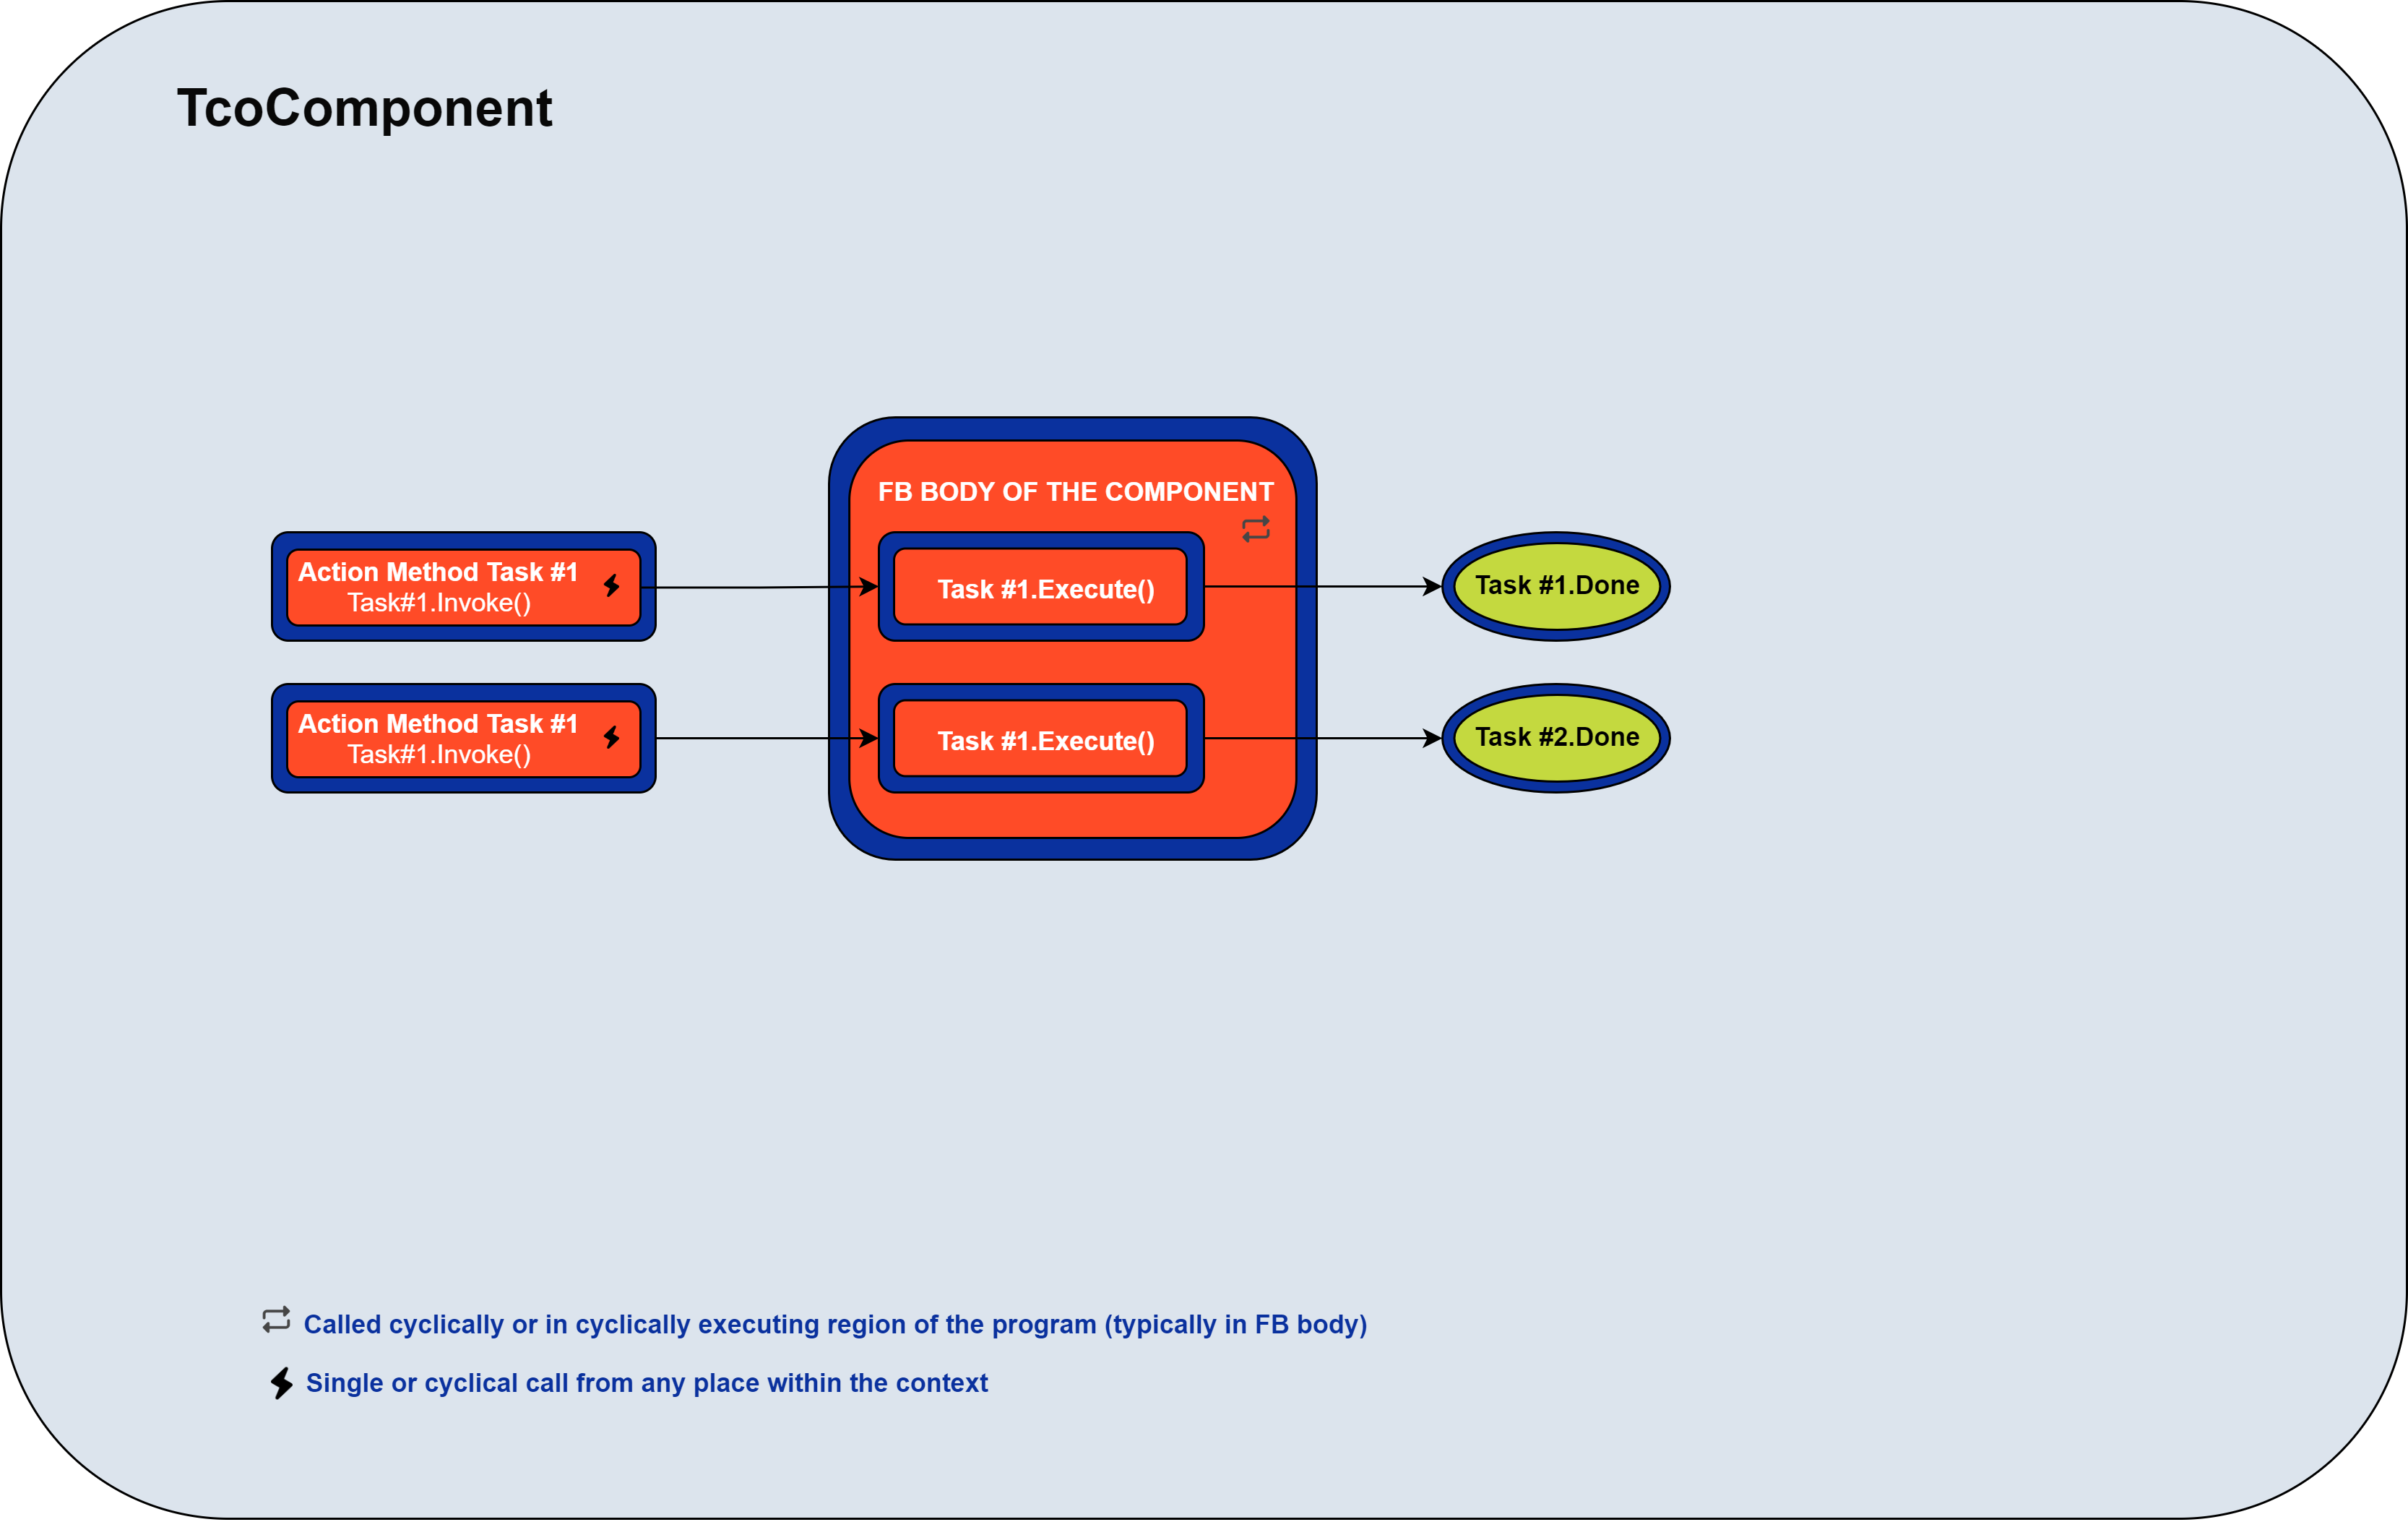 TcoComponent
FB BODY OF THE COMPONENT
Action Method Task #1
Task#1.Invoke()
Task #1.Execute()
Task #1.Done
Action Method Task #1
Task#1.Invoke()
Task #1.Execute()
Task #2.Done
Called cyclically or in cyclically executing region of the program (typically in FB body)
Single or cyclical call from any place within the context